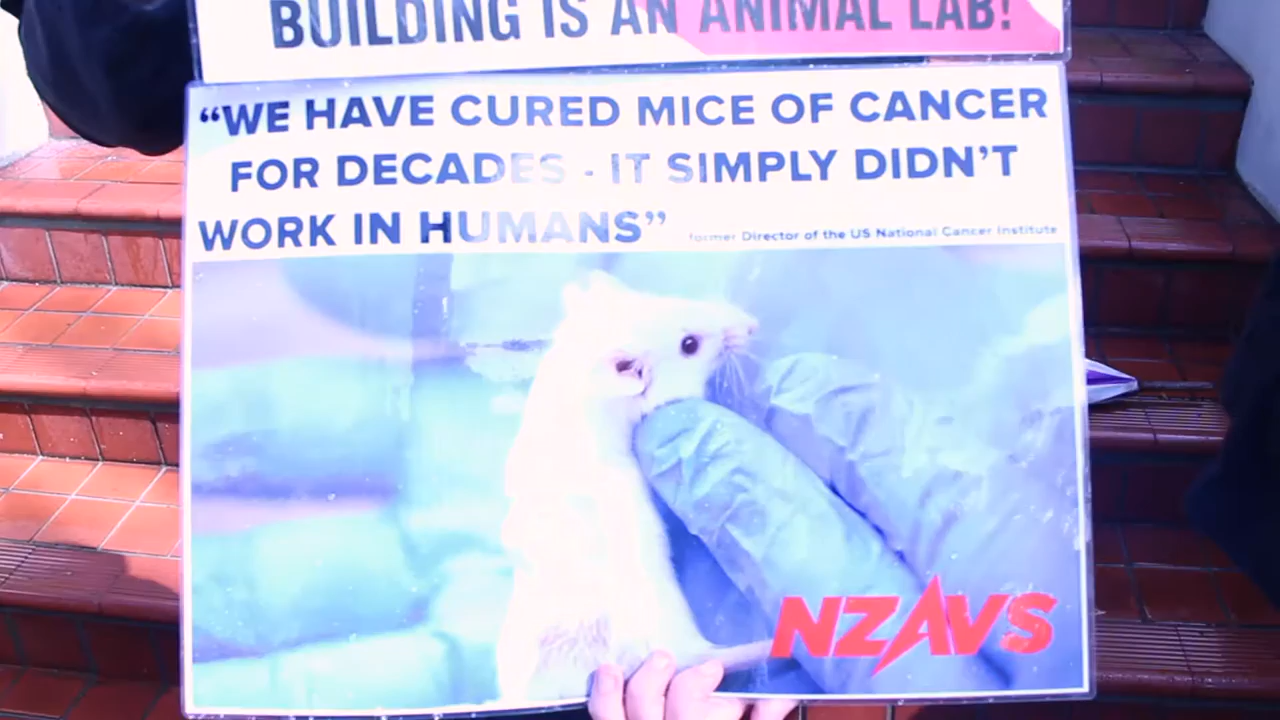 BUILDING IS AN ANIMAL LAB!
“WE HAVE CURED MICE OF CANCER
FOR DECADES - IT SIMPLY DIDN’T
WORK IN HUMANS”
former Director of the US National Cancer Institute
NZAVS